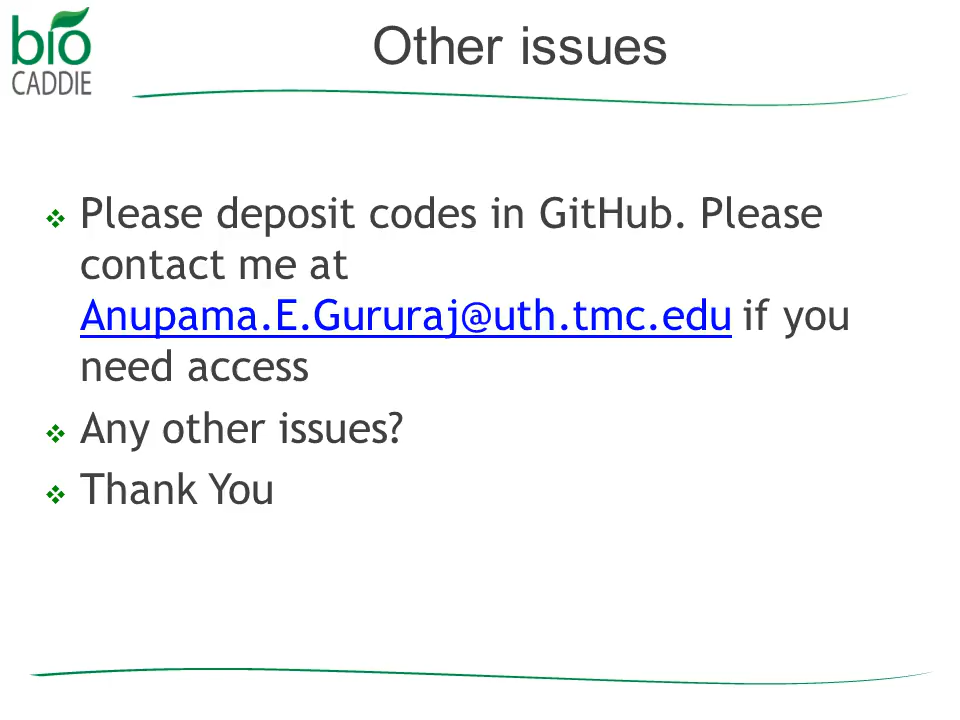 bio
CADDIE
Other issues
❖ Please deposit codes in GitHub. Please
contact me at
Anupama.E.Gururaj@uth.tmc.edu if you
need access
❖ Any other issues?
❖ Thank You